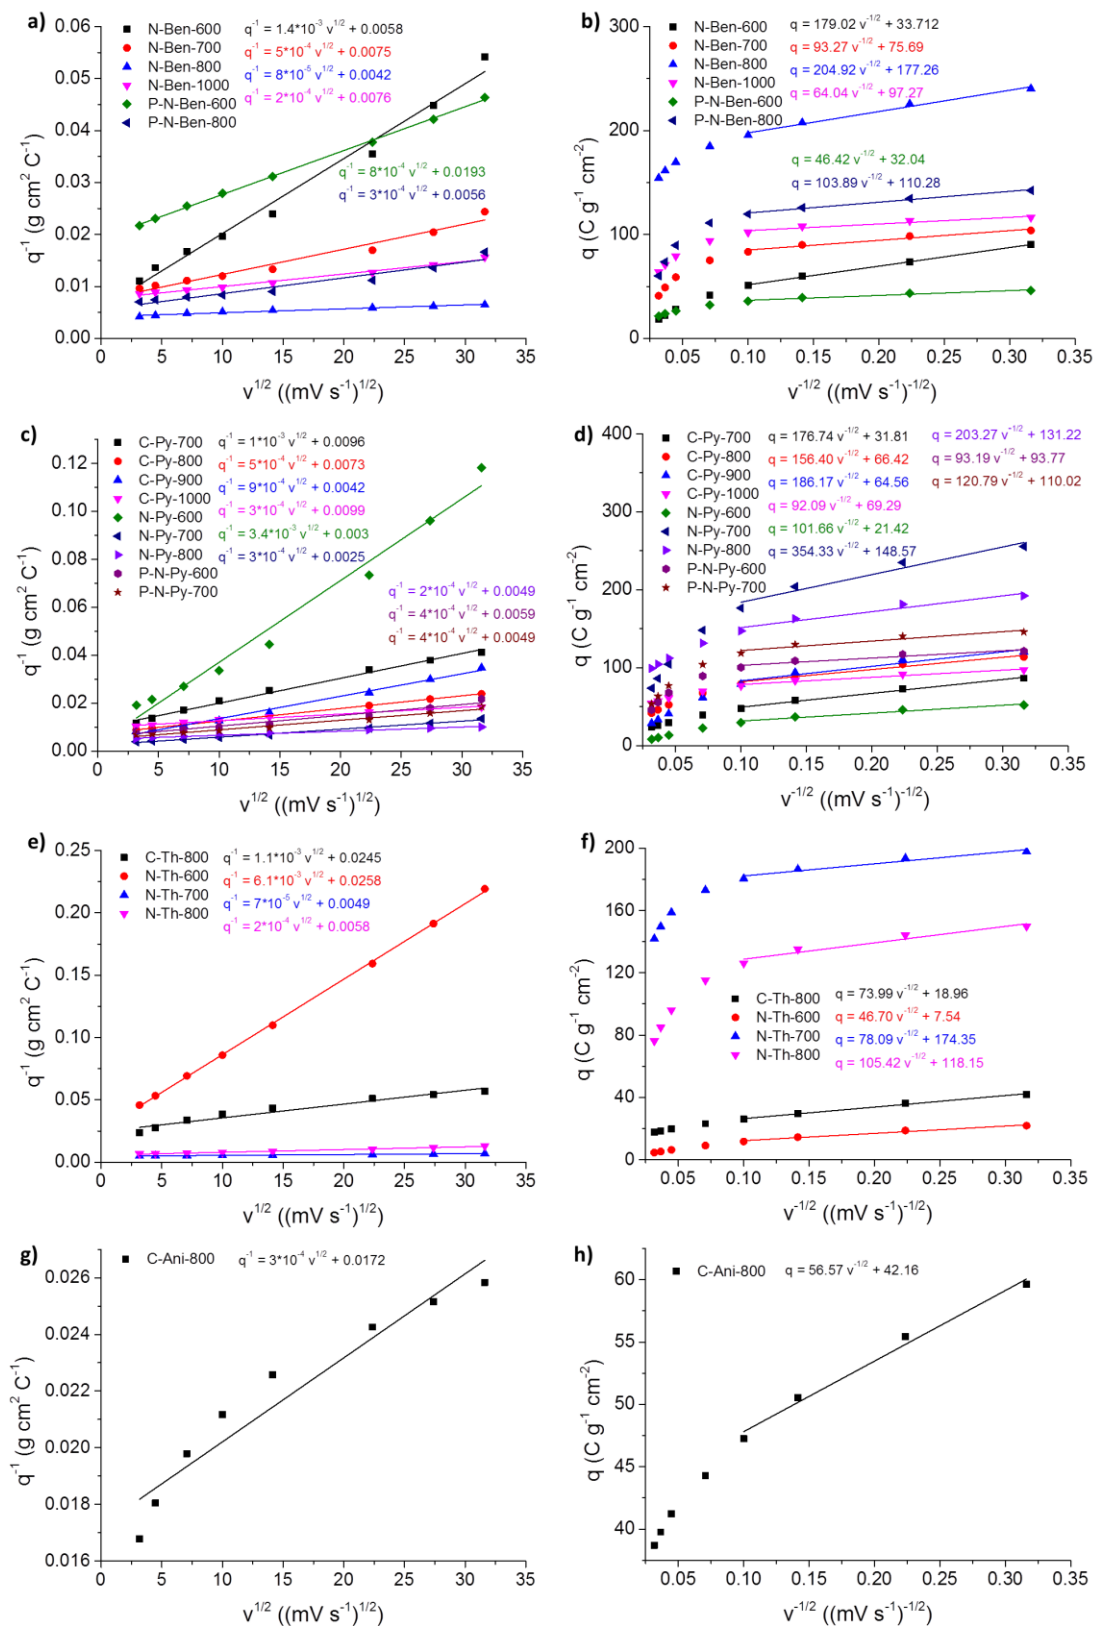 a)
N-Ben-600
N-Ben-700
N-Ben-800
N-Ben-1000
P-N-Ben-600
P-N-Ben-800
q⁻¹ = 1.4*10⁻³ v^1/2 + 0.0058
q⁻¹ = 5*10⁻⁴ v^1/2 + 0.0075
q⁻¹ = 8*10⁻⁵ v^1/2 + 0.0042
q⁻¹ = 2*10⁻⁴ v^1/2 + 0.0076
q⁻¹ = 8*10⁻⁴ v^1/2 + 0.0193
q⁻¹ = 3*10⁻⁴ v^1/2 + 0.0056
0.06
0.05
0.04
0.03
0.02
0.01
0.00
q⁻¹ (g cm² C⁻¹)
0 5 10 15 20 25 30 35
v^1/2 ((mV s⁻¹)^1/2)
b)
N-Ben-600
N-Ben-700
N-Ben-800
N-Ben-1000
P-N-Ben-600
P-N-Ben-800
q = 179.02 v^-1/2 + 33.712
q = 93.27 v^-1/2 + 75.69
q = 204.92 v^-1/2 + 177.26
q = 64.04 v^-1/2 + 97.27
q = 46.42 v^-1/2 + 32.04
q = 103.89 v^-1/2 + 110.28
300
200
100
0
q (C g⁻¹ cm⁻²)
0.05 0.10 0.15 0.20 0.25 0.30 0.35
v^-1/2 ((mV s⁻¹)^-1/2)
c)
C-Py-700
C-Py-800
C-Py-900
C-Py-1000
N-Py-600
N-Py-700
N-Py-800
P-N-Py-600
P-N-Py-700
q⁻¹ = 1*10⁻³ v^1/2 + 0.0096
q⁻¹ = 5*10⁻⁴ v^1/2 + 0.0073
q⁻¹ = 9*10⁻⁴ v^1/2 + 0.0042
q⁻¹ = 3*10⁻⁴ v^1/2 + 0.0099
q⁻¹ = 3.4*10⁻³ v^1/2 + 0.003
q⁻¹ = 3*10⁻⁴ v^1/2 + 0.0025
q⁻¹ = 2*10⁻⁴ v^1/2 + 0.0049
q⁻¹ = 4*10⁻⁴ v^1/2 + 0.0059
q⁻¹ = 4*10⁻⁴ v^1/2 + 0.0049
0.12
0.10
0.08
0.06
0.04
0.02
0.00
q⁻¹ (g cm² C⁻¹)
0 5 10 15 20 25 30 35
v^1/2 ((mV s⁻¹)^1/2)
d)
C-Py-700
C-Py-800
C-Py-900
C-Py-1000
N-Py-600
N-Py-700
N-Py-800
P-N-Py-600
P-N-Py-700
q = 176.74 v^-1/2 + 31.81
q = 156.40 v^-1/2 + 66.42
q = 186.17 v^-1/2 + 64.56
q = 92.09 v^-1/2 + 69.29
q = 101.66 v^-1/2 + 21.42
q = 354.33 v^-1/2 + 148.57
q = 203.27 v^-1/2 + 131.22
q = 93.19 v^-1/2 + 93.77
q = 120.79 v^-1/2 + 110.02
400
300
200
100
0
q (C g⁻¹ cm⁻²)
0.05 0.10 0.15 0.20 0.25 0.30 0.35
v^-1/2 ((mV s⁻¹)^-1/2)
e)
C-Th-800
N-Th-600
N-Th-700
N-Th-800
q⁻¹ = 1.1*10⁻³ v^1/2 + 0.0245
q⁻¹ = 6.1*10⁻³ v^1/2 + 0.0258
q⁻¹ = 7*10⁻⁵ v^1/2 + 0.0049
q⁻¹ = 2*10⁻⁴ v^1/2 + 0.0058
0.25
0.20
0.15
0.10
0.05
0.00
q⁻¹ (g cm² C⁻¹)
0 5 10 15 20 25 30 35
v^1/2 ((mV s⁻¹)^1/2)
f)
C-Th-800
N-Th-600
N-Th-700
N-Th-800
q = 73.99 v^-1/2 + 18.96
q = 46.70 v^-1/2 + 7.54
q = 78.09 v^-1/2 + 174.35
q = 105.42 v^-1/2 + 118.15
200
160
120
80
40
0
q (C g⁻¹ cm⁻²)
0.05 0.10 0.15 0.20 0.25 0.30 0.35
v^-1/2 ((mV s⁻¹)^-1/2)
g)
C-Ani-800
q⁻¹ = 3*10⁻⁴ v^1/2 + 0.0172
0.026
0.024
0.022
0.020
0.018
0.016
q⁻¹ (g cm² C⁻¹)
0 5 10 15 20 25 30 35
v^1/2 ((mV s⁻¹)^1/2)
h)
C-Ani-800
q = 56.57 v^-1/2 + 42.16
60
55
50
45
40
q (C g⁻¹ cm⁻²)
0.05 0.10 0.15 0.20 0.25 0.30 0.35
v^-1/2 ((mV s⁻¹)^-1/2)